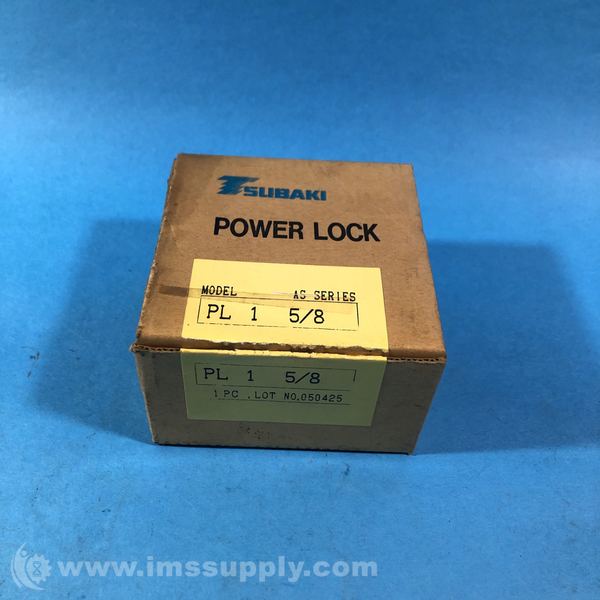 TSUBAKI
POWER LOCK
MODEL AS SERIES
PL 1 5/8
PL 1 5/8
1 PC .LOT NO.050425
www.imssupply.com